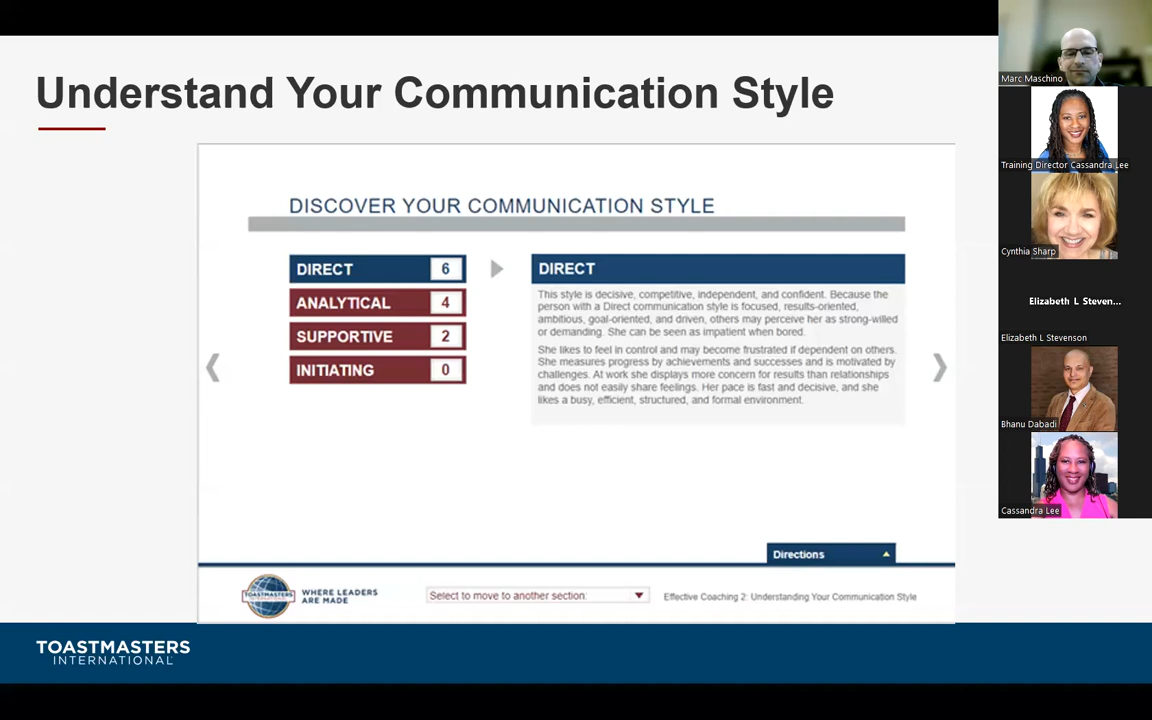 Understand Your Communication Style
DISCOVER YOUR COMMUNICATION STYLE
DIRECT 6
ANALYTICAL 4
SUPPORTIVE 2
INITIATING 0
DIRECT
This style is decisive, competitive, independent, and confident. Because the
person with a Direct communication style is focused, results-oriented,
ambitious, goal-oriented, and driven, others may perceive her as strong-willed
or demanding. She can be seen as impatient when bored.
She likes to feel in control and may become frustrated if dependent on others.
She measures progress by achievements and successes and is motivated by
challenges. At work she displays more concern for results than relationships
and does not easily share feelings. Her pace is fast and decisive, and she
likes a busy, efficient, structured, and formal environment.
Directions
TOASTMASTERS
INTERNATIONAL
WHERE LEADERS
ARE MADE
Select to move to another section:
Effective Coaching 2: Understanding Your Communication Style
TOASTMASTERS
INTERNATIONAL
Marc Maschino
Training Director Cassandra Lee
Cynthia Sharp
Elizabeth L Steven...
Elizabeth L Stevenson
Bhanu Dabadi
Cassandra Lee